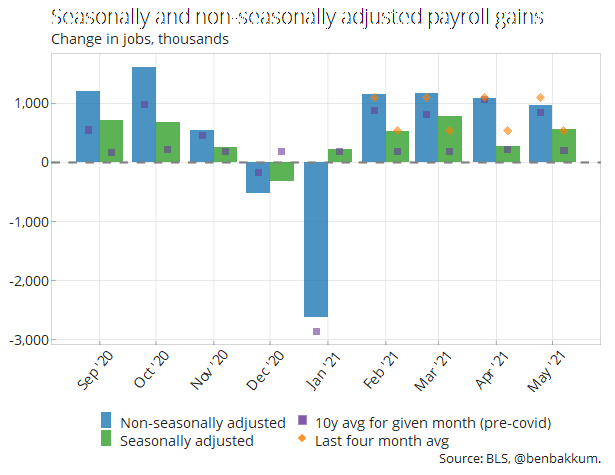 Seasonally and non-seasonally adjusted payroll gains
Change in jobs, thousands
1,000
0
-1,000
-2,000
-3,000
Sep '20
Oct '20
Nov '20
Dec '20
Jan '21
Feb '21
Mar '21
Apr '21
May '21
Non-seasonally adjusted
10y avg for given month (pre-covid)
Seasonally adjusted
Last four month avg
Source: BLS, @benbakkum.